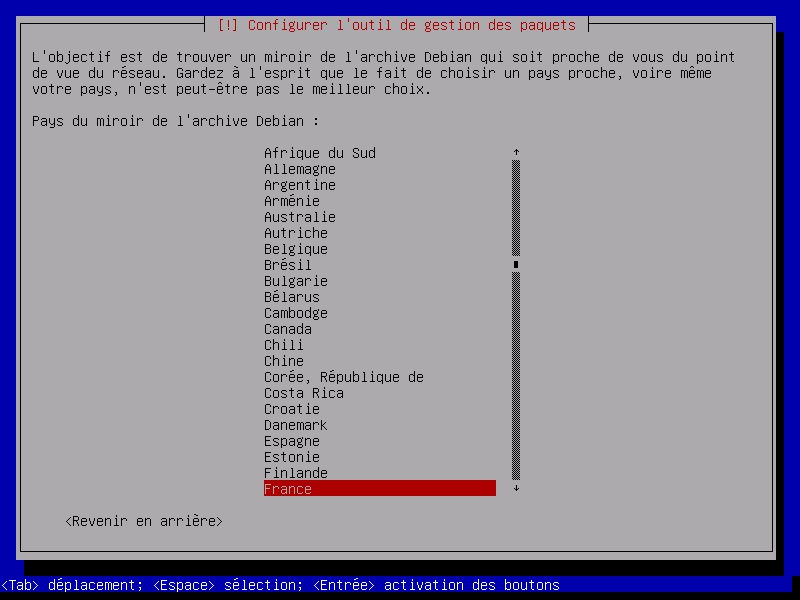 [!] Configurer l'outil de gestion des paquets
L'objectif est de trouver un miroir de l'archive Debian qui soit proche de vous du point
de vue du réseau. Gardez à l'esprit que le fait de choisir un pays proche, voire même
votre pays, n'est peut-être pas le meilleur choix.
Pays du miroir de l'archive Debian :
Afrique du Sud
Allemagne
Argentine
Arménie
Australie
Autriche
Belgique
Brésil
Bulgarie
Bélarus
Cambodge
Canada
Chili
Chine
Corée, République de
Costa Rica
Croatie
Danemark
Espagne
Estonie
Finlande
France
<Revenir en arrière>
<Tab> déplacement; <Espace> sélection; <Entrée> activation des boutons